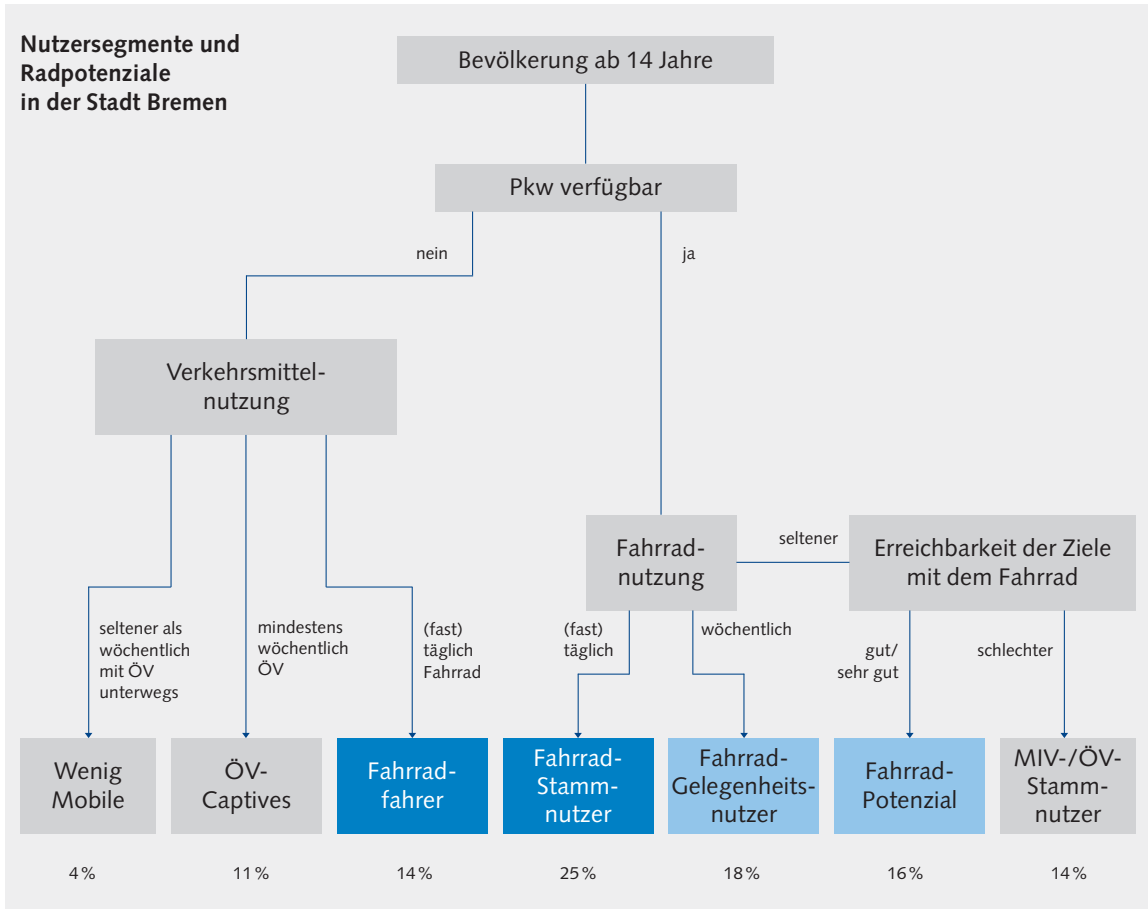 Nutzersegmente und
Radpotenziale
in der Stadt Bremen
Bevölkerung ab 14 Jahre
Pkw verfügbar
nein
ja
Verkehrsmittel-
nutzung
Fahrrad-
nutzung
seltener
Erreichbarkeit der Ziele
mit dem Fahrrad
seltener als
wöchentlich
mit ÖV
unterwegs
mindestens
wöchentlich
ÖV
(fast)
täglich
Fahrrad
(fast)
täglich
wöchentlich
gut/
sehr gut
schlechter
Wenig
Mobile
ÖV-
Captives
Fahrrad-
fahrer
Fahrrad-
Stamm-
nutzer
Fahrrad-
Gelegenheits-
nutzer
Fahrrad-
Potenzial
MIV-/ÖV-
Stamm-
nutzer
4 %
11 %
14 %
25 %
18 %
16 %
14 %